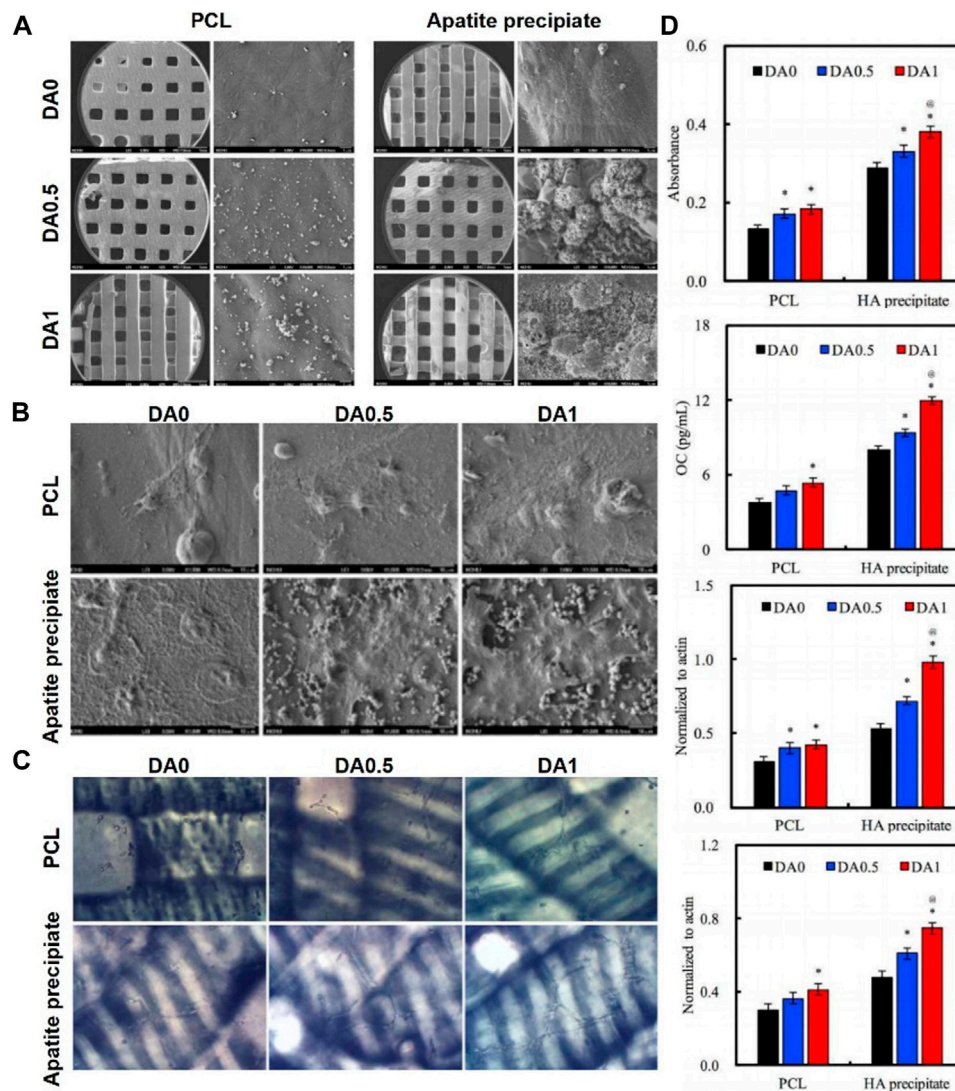 A
PCL
Apatite precipiate
DA0
DA0.5
DA1
B
DA0
DA0.5
DA1
PCL
Apatite precipiate
C
DA0
DA0.5
DA1
PCL
Apatite precipiate
D
DA0 DA0.5 DA1
Absorbance
0.6
0.4
0.2
0.0
* * * @ *
PCL HA precipitate
DA0 DA0.5 DA1
OC (pg/mL)
18
12
6
0
* * @ *
PCL HA precipitate
DA0 DA0.5 DA1
Normalized to actin
1.5
1.0
0.5
0.0
* * * @ *
PCL HA precipitate
DA0 DA0.5 DA1
Normalized to actin
1.2
0.8
0.4
0.0
* * @ *
PCL HA precipitate